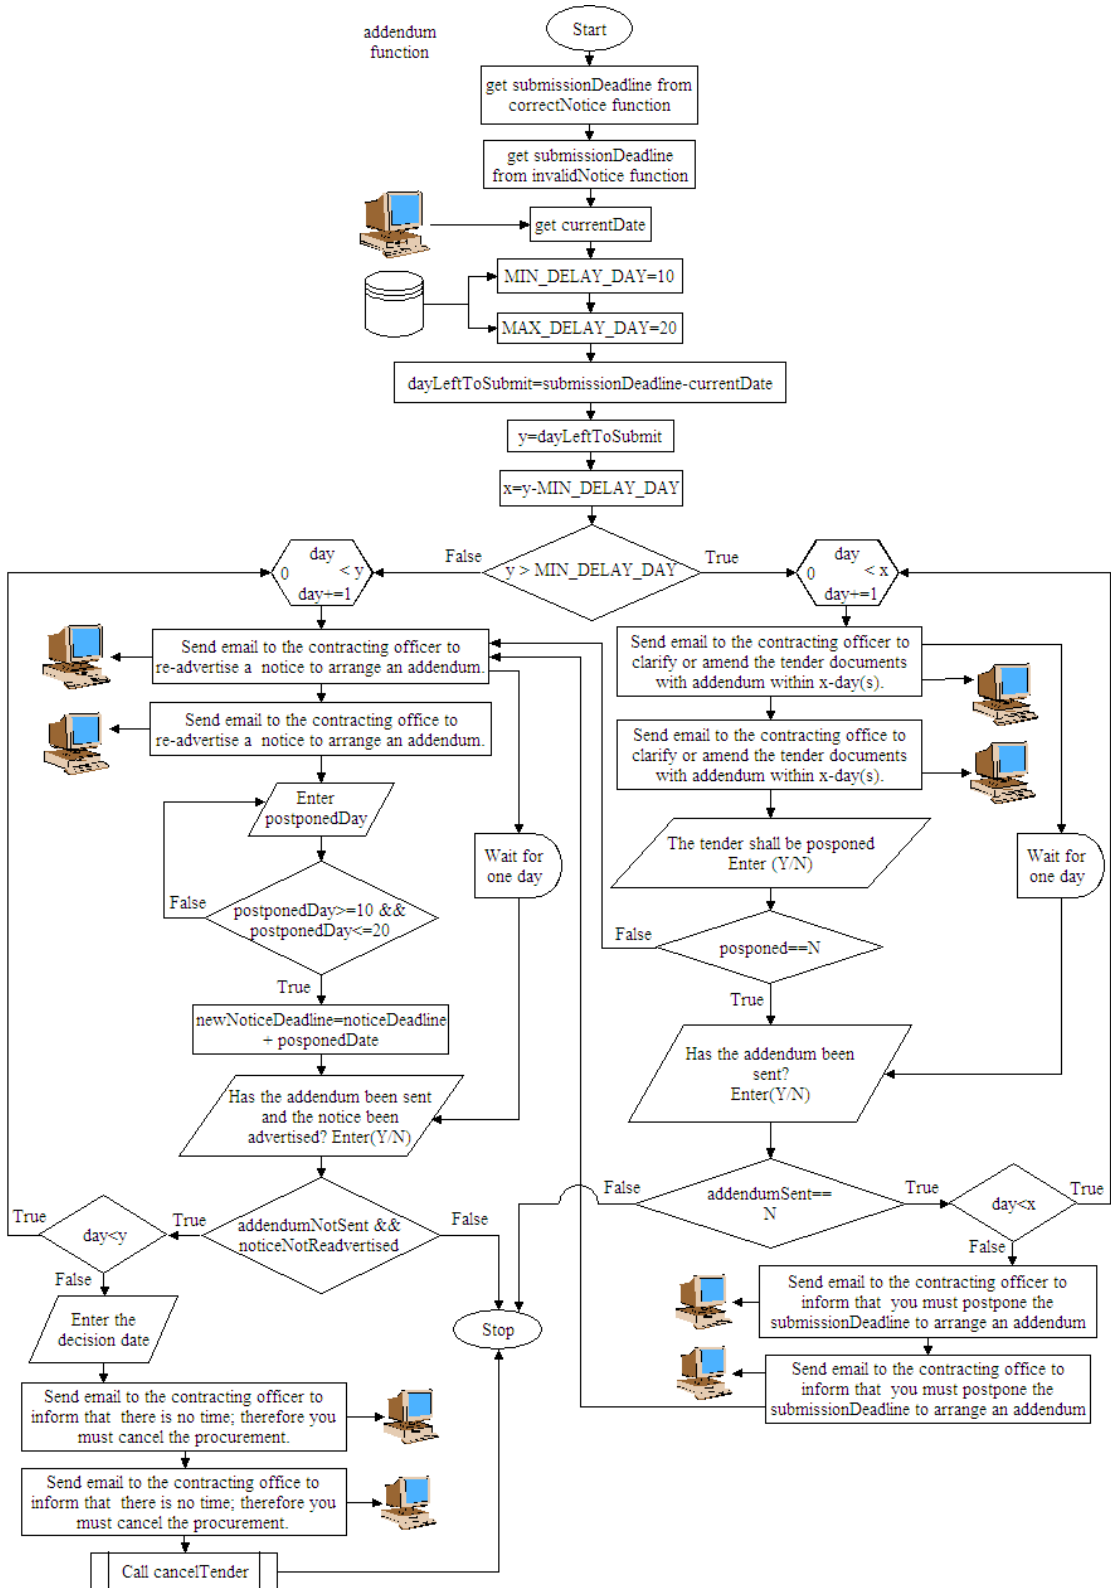 addendum
function
Start
get submissionDeadline from
correctNotice function
get submissionDeadline
from invalidNotice function
get currentDate
MIN_DELAY_DAY=10
MAX_DELAY_DAY=20
dayLeftToSubmit=submissionDeadline-currentDate
y=dayLeftToSubmit
x=y-MIN_DELAY_DAY
y > MIN_DELAY_DAY
False
True
day
0 < y
day+=1
day
0 < x
day+=1
Send email to the contracting officer to
re-advertise a notice to arrange an addendum.
Send email to the contracting office to
re-advertise a notice to arrange an addendum.
Enter
postponedDay
Wait for
one day
False
postponedDay>=10 &&
postponedDay<=20
True
newNoticeDeadline=noticeDeadline
+ posponedDate
Has the addendum been sent
and the notice been
advertised? Enter(Y/N)
addendumNotSent &&
noticeNotReadvertised
True
False
day<y
True
False
Enter the
decision date
Send email to the contracting officer to
inform that there is no time; therefore you
must cancel the procurement.
Send email to the contracting office to
inform that there is no time; therefore you
must cancel the procurement.
Call cancelTender
Send email to the contracting officer to
clarify or amend the tender documents
with addendum within x-day(s).
Send email to the contracting office to
clarify or amend the tender documents
with addendum within x-day(s).
The tender shall be posponed
Enter (Y/N)
Wait for
one day
False
posponed==N
True
Has the addendum been
sent?
Enter(Y/N)
False
addendumSent==
N
True
day<x
True
False
Send email to the contracting officer to
inform that you must postpone the
submissionDeadline to arrange an addendum
Send email to the contracting office to
inform that you must postpone the
submissionDeadline to arrange an addendum
Stop